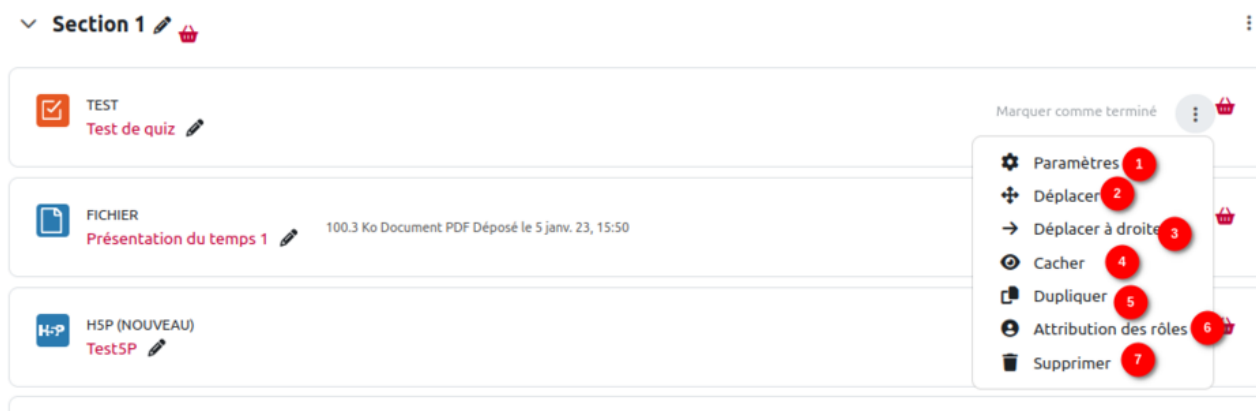 Section 1
TEST
Test de quiz
Marquer comme terminé
Paramètres 1
Déplacer 2
Déplacer à droite 3
Cacher 4
Dupliquer 5
Attribution des rôles 6
Supprimer 7
FICHIER
Présentation du temps 1
100.3 Ko Document PDF Déposé le 5 janv. 23, 15:50
H5P
H5P (NOUVEAU)
Test5P